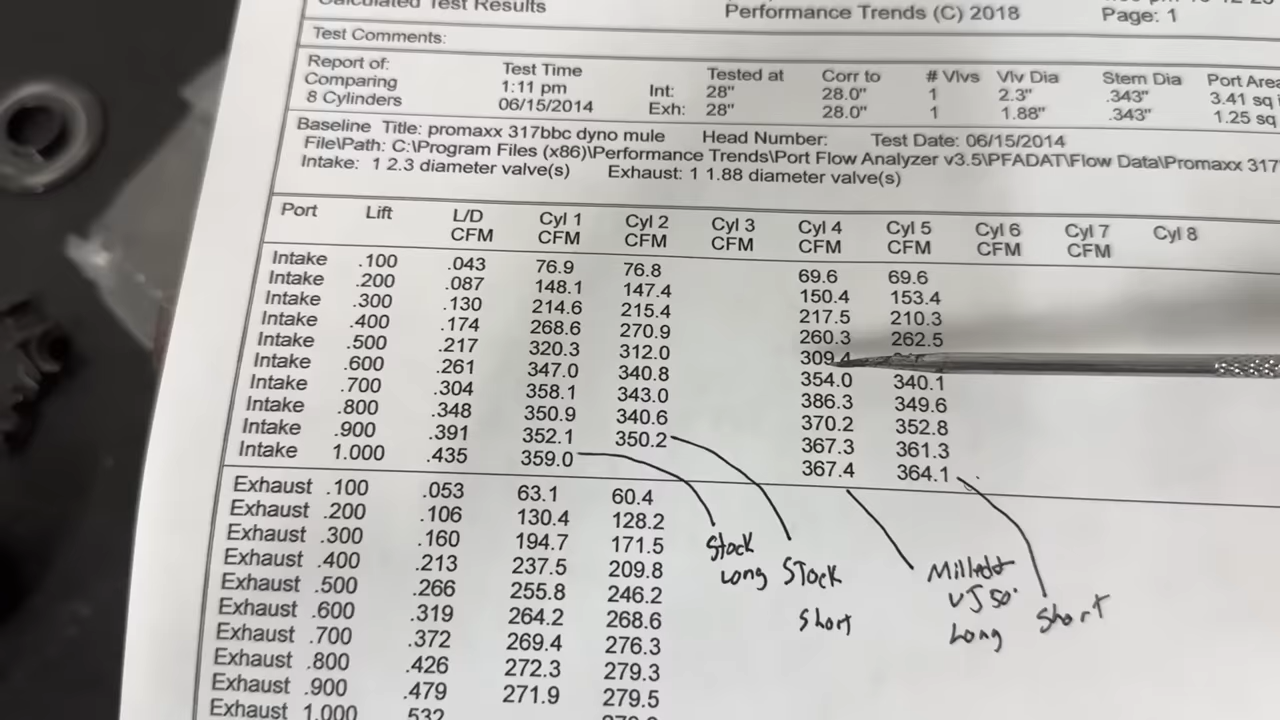 Calculated Test Results
Performance Trends (C) 2018
Page: 1
Test Comments:
Report of: Test Time Tested at Corr to # Vlvs Vlv Dia Stem Dia Port Area
Comparing 1:11 pm Int: 28" 28.0" 1 2.3" .343" 3.41 sq
8 Cylinders 06/15/2014 Exh: 28" 28.0" 1 1.88" .343" 1.25 sq
Baseline Title: promaxx 317bbc dyno mule Head Number: Test Date: 06/15/2014
File\Path: C:\Program Files (x86)\Performance Trends\Port Flow Analyzer v3.5\PFADAT\Flow Data\Promaxx 317
Intake: 1 2.3 diameter valve(s) Exhaust: 1 1.88 diameter valve(s)
Port Lift L/D Cyl 1 Cyl 2 Cyl 3 Cyl 4 Cyl 5 Cyl 6 Cyl 7 Cyl 8
CFM CFM CFM CFM CFM CFM CFM CFM
Intake .100 .043 76.9 76.8 69.6 69.6
Intake .200 .087 148.1 147.4 150.4 153.4
Intake .300 .130 214.6 215.4 217.5 210.3
Intake .400 .174 268.6 270.9 260.3 262.5
Intake .500 .217 320.3 312.0 309.4
Intake .600 .261 347.0 340.8 354.0 340.1
Intake .700 .304 358.1 343.0 386.3 349.6
Intake .800 .348 350.9 340.6 370.2 352.8
Intake .900 .391 352.1 350.2 367.3 361.3
Intake 1.000 .435 359.0 367.4 364.1
Exhaust .100 .053 63.1 60.4
Exhaust .200 .106 130.4 128.2
Exhaust .300 .160 194.7 171.5
Exhaust .400 .213 237.5 209.8
Exhaust .500 .266 255.8 246.2
Exhaust .600 .319 264.2 268.6
Exhaust .700 .372 269.4 276.3
Exhaust .800 .426 272.3 279.3
Exhaust .900 .479 271.9 279.5
Exhaust 1.000 .532
Stock
Long
Stock
Short
VJ 50°
Long
Short